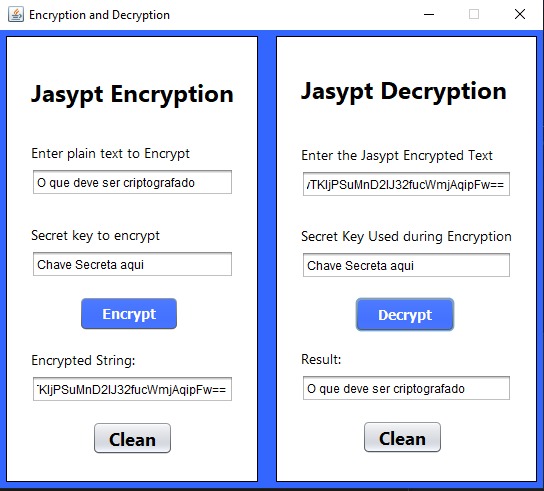 Encryption and Decryption
Jasypt Encryption
Enter plain text to Encrypt
O que deve ser criptografado
Secret key to encrypt
Chave Secreta aqui
Encrypt
Encrypted String:
KIjPSuMnD2IJ32fucWmjAqipFw==
Clean
Jasypt Decryption
Enter the Jasypt Encrypted Text
TKIjPSuMnD2IJ32fucWmjAqipFw==
Secret Key Used during Encryption
Chave Secreta aqui
Decrypt
Result:
O que deve ser criptografado
Clean